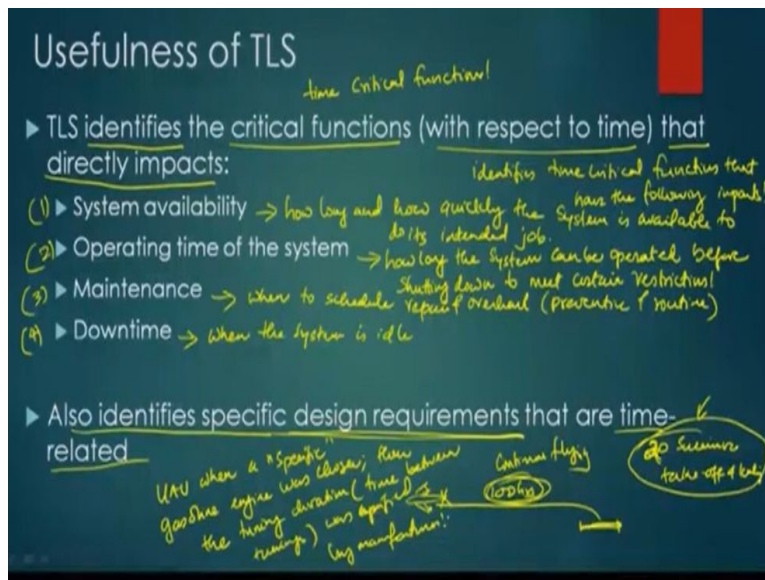 Usefulness of TLS
time Critical functions!
▶ TLS identifies the critical functions (with respect to time) that
directly impacts:
identifies time critical functions that
have the following impacts!
(1) ▶ System availability → how long and how quickly the system is available to
do its intended job.
(2) ▶ Operating time of the system → how long the system can be operated before
shutting down to meet certain restrictions!
(3) ▶ Maintenance → when to schedule repair & overhaul (preventive & routine)
(4) ▶ Downtime → when the system is idle
▶ Also identifies specific design requirements that are time-
related
UAV when a "specific"
gasoline engine was chosen; then
the tuning duration (time between
tunings) was specified
by manufacturer!
Continuous flying
100hrs
20 Successive
take off &